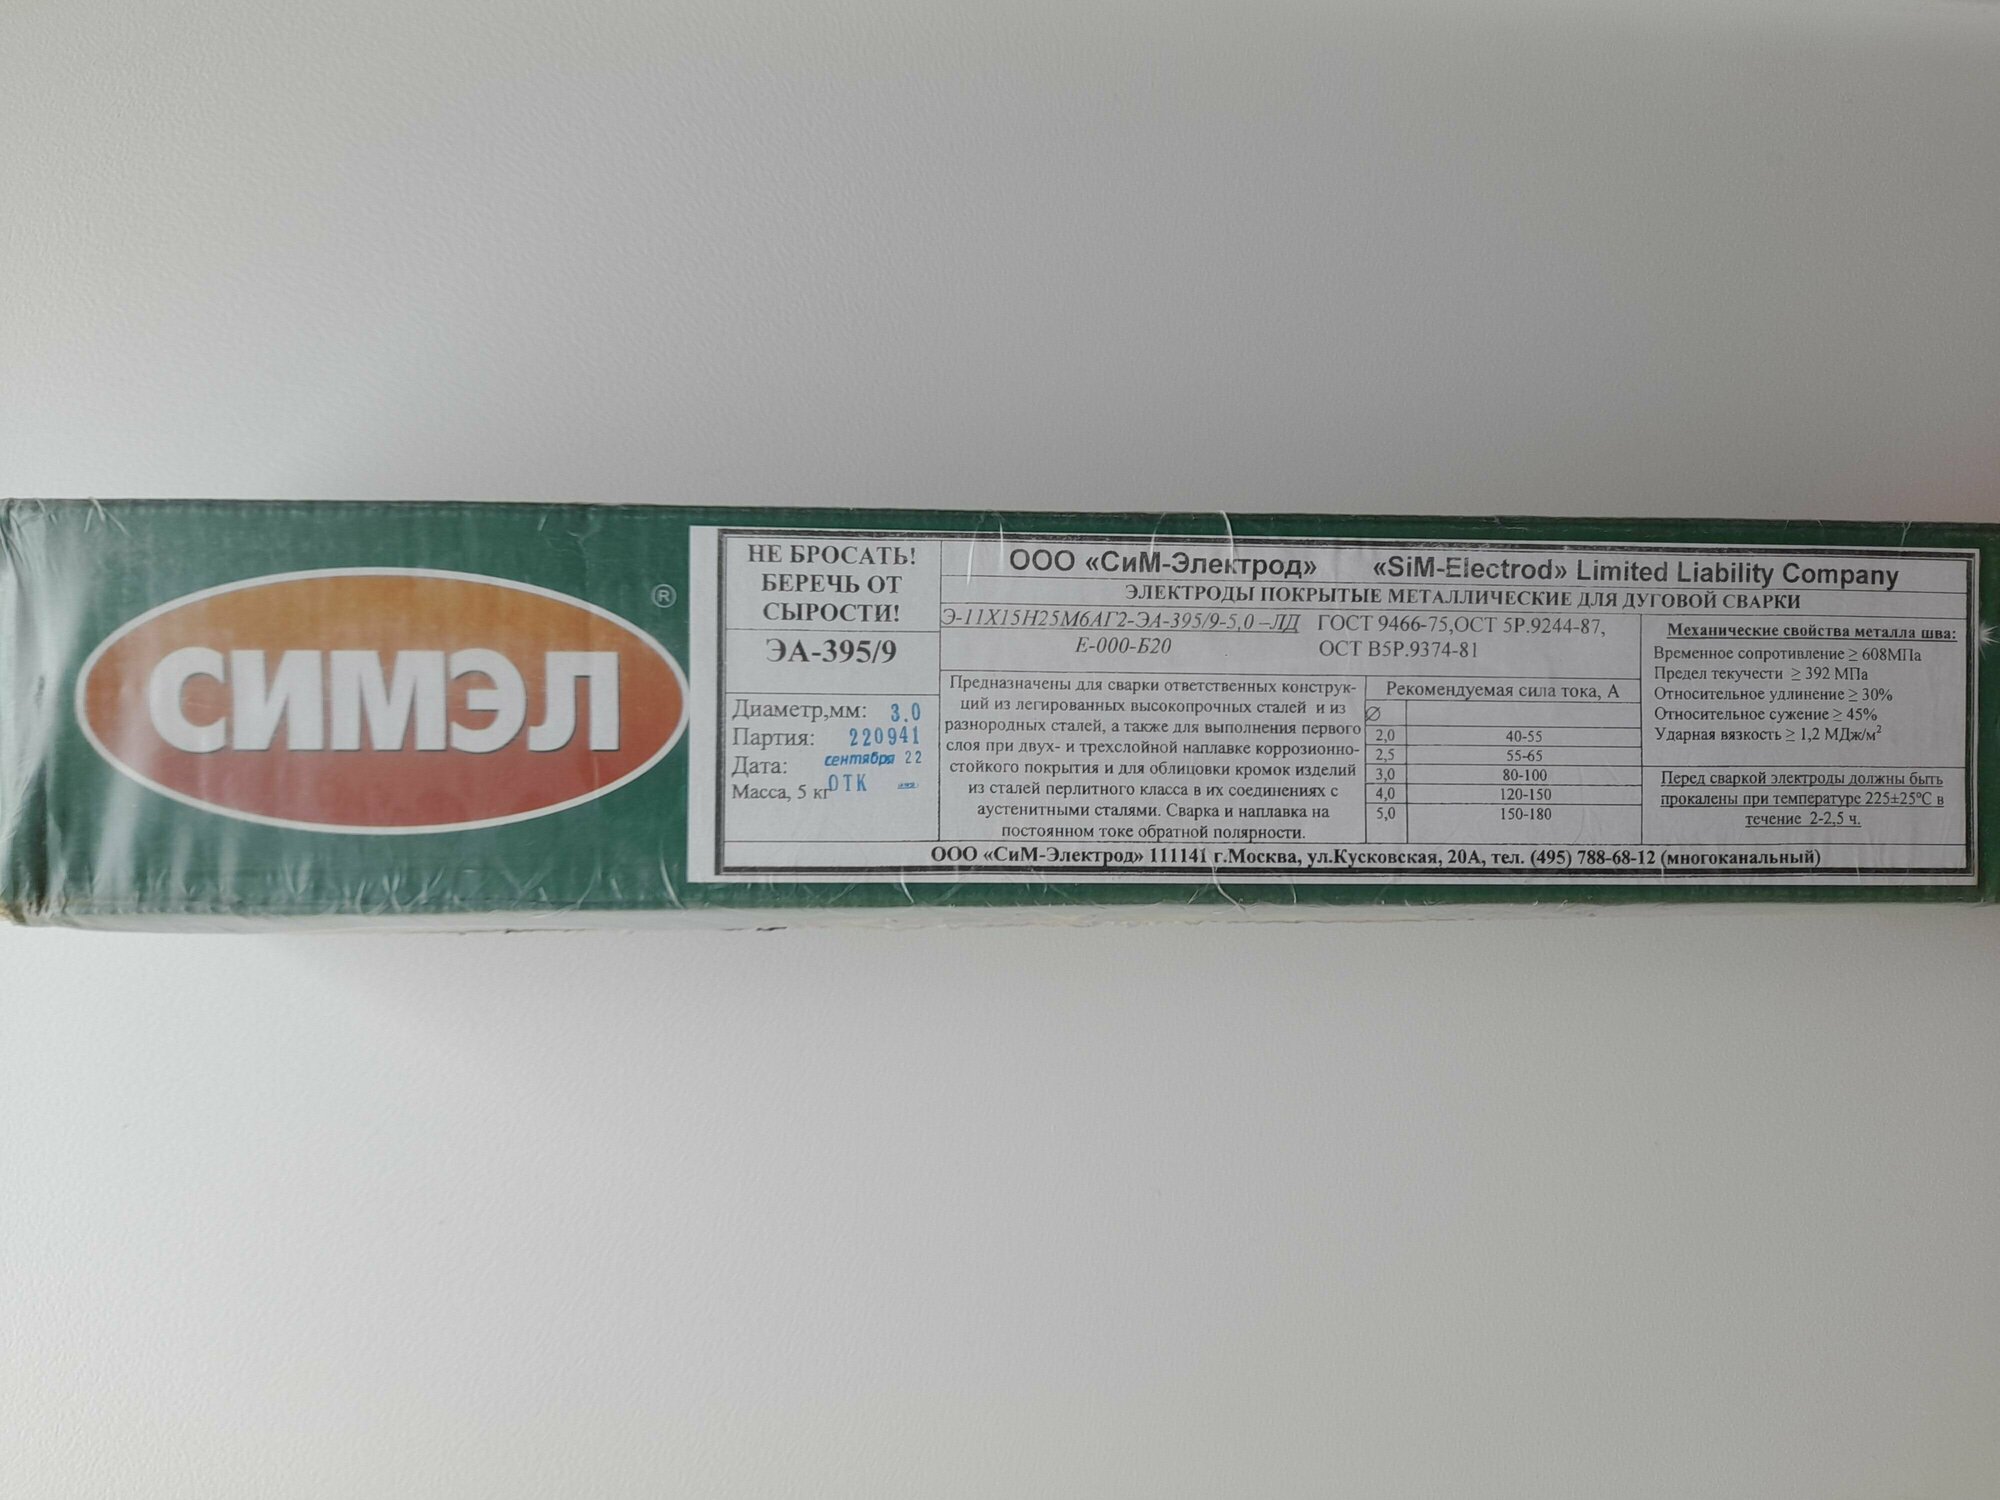 СИМЭЛ
®
НЕ БРОСАТЬ!
БЕРЕЧЬ ОТ
СЫРОСТИ!
ЭА-395/9
Диаметр,мм: 3.0
Партия: 220941
Дата: сентября 22
Масса, 5 кг ОТК
ООО «СиМ-Электрод» «SiM-Electrod» Limited Liability Company
ЭЛЕКТРОДЫ ПОКРЫТЫЕ МЕТАЛЛИЧЕСКИЕ ДЛЯ ДУГОВОЙ СВАРКИ
Э-11Х15Н25М6АГ2-ЭА-395/9-5,0 –ЛД ГОСТ 9466-75,ОСТ 5Р.9244-87,
Е-000-Б20 ОСТ В5Р.9374-81
Предназначены для сварки ответственных конструк-
ций из легированных высокопрочных сталей и из
разнородных сталей, а также для выполнения первого
слоя при двух- и трехслойной наплавке коррозионно-
стойкого покрытия и для облицовки кромок изделий
из сталей перлитного класса в их соединениях с
аустенитными сталями. Сварка и наплавка на
постоянном токе обратной полярности.
Рекомендуемая сила тока, А
∅
2,0 40-55
2,5 55-65
3,0 80-100
4,0 120-150
5,0 150-180
Механические свойства металла шва:
Временное сопротивление ≥ 608МПа
Предел текучести ≥ 392 МПа
Относительное удлинение ≥ 30%
Относительное сужение ≥ 45%
Ударная вязкость ≥ 1,2 МДж/м²
Перед сваркой электроды должны быть
прокалены при температуре 225±25°С в
течение 2-2,5 ч.
ООО «СиМ-Электрод» 111141 г.Москва, ул.Кусковская, 20А, тел. (495) 788-68-12 (многоканальный)